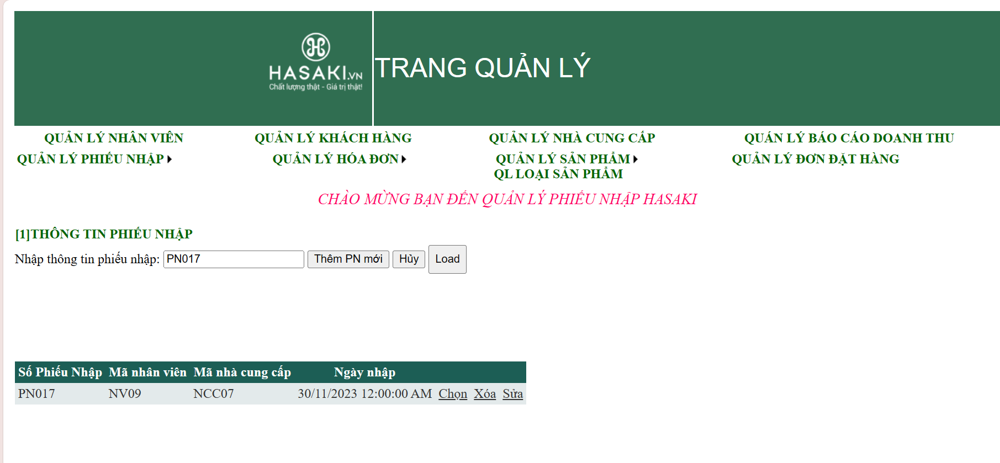 HASAKI.VN
Chất lượng thật - Giá trị thật!
TRANG QUẢN LÝ
QUẢN LÝ NHÂN VIÊN QUẢN LÝ KHÁCH HÀNG QUẢN LÝ NHÀ CUNG CẤP QUÁN LÝ BÁO CÁO DOANH THU
QUẢN LÝ PHIẾU NHẬP QUẢN LÝ HÓA ĐƠN QUẢN LÝ SẢN PHẨM QUẢN LÝ ĐƠN ĐẶT HÀNG
QL LOẠI SẢN PHẨM
CHÀO MỪNG BẠN ĐẾN QUẢN LÝ PHIẾU NHẬP HASAKI
[1]THÔNG TIN PHIẾU NHẬP
Nhập thông tin phiếu nhập: PN017 Thêm PN mới Hủy Load
Số Phiếu Nhập Mã nhân viên Mã nhà cung cấp Ngày nhập
PN017 NV09 NCC07 30/11/2023 12:00:00 AM Chọn Xóa Sửa